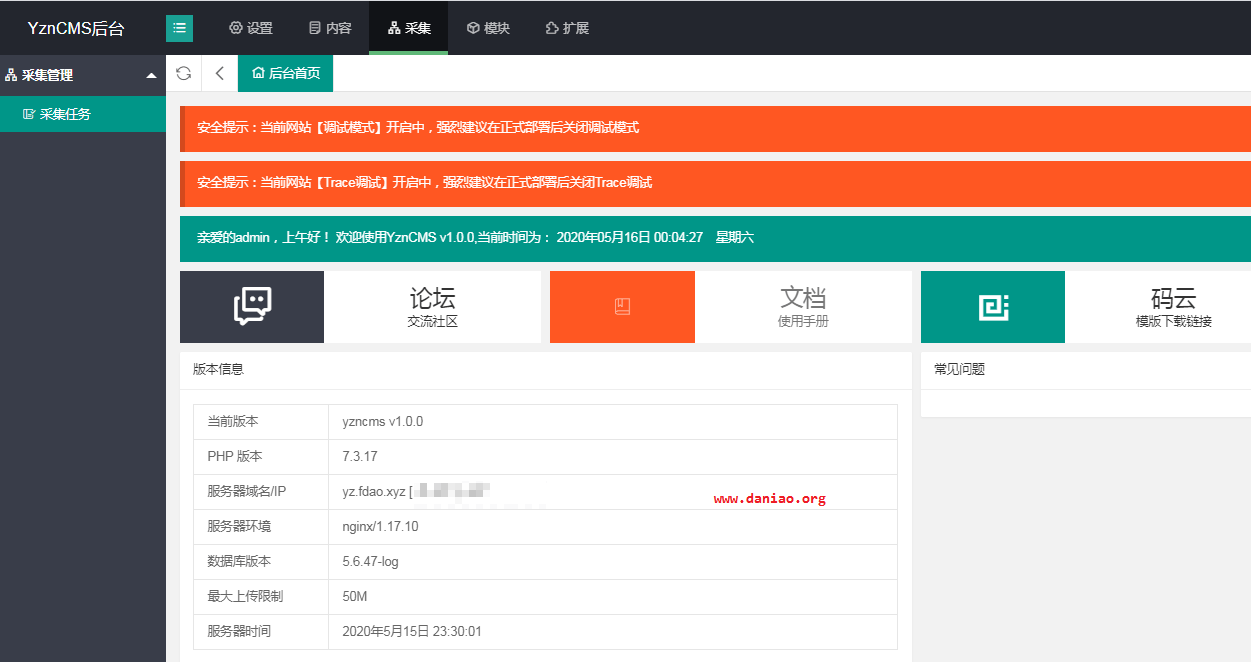 YznCMS后台
设置 内容 采集 模块 扩展
采集管理
后台首页
采集任务
安全提示：当前网站【调试模式】开启中，强烈建议在正式部署后关闭调试模式
安全提示：当前网站【Trace调试】开启中，强烈建议在正式部署后关闭Trace调试
亲爱的admin，上午好！ 欢迎使用YznCMS v1.0.0,当前时间为： 2020年05月16日 00:04:27 星期六
论坛
交流社区
文档
使用手册
码云
模版下载链接
版本信息
常见问题
当前版本 yzncms v1.0.0
PHP 版本 7.3.17
服务器域名/IP yz.fdao.xyz [
www.daniao.org
服务器环境 nginx/1.17.10
数据库版本 5.6.47-log
最大上传限制 50M
服务器时间 2020年5月15日 23:30:01